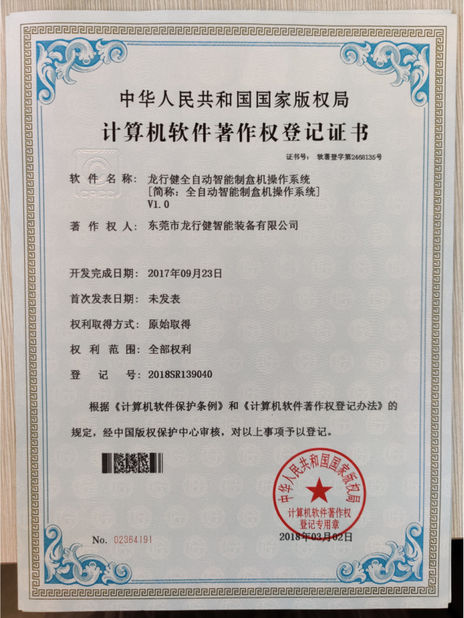 中华人民共和国国家版权局
计算机软件著作权登记证书
证书号： 软著登字第2468135号
软件名称： 龙行健全自动智能制盒机操作系统
[简称：全自动智能制盒机操作系统]
V1.0
著作权人： 东莞市龙行健智能装备有限公司
开发完成日期： 2017年09月23日
首次发表日期： 未发表
权利取得方式： 原始取得
权利范围： 全部权利
登记号： 2018SR139040
根据《计算机软件保护条例》和《计算机软件著作权登记办法》的
规定，经中国版权保护中心审核，对以上事项予以登记。
中华人民共和国国家版权局
计算机软件著作权
登记专用章
2018年03月02日
No. 02364191